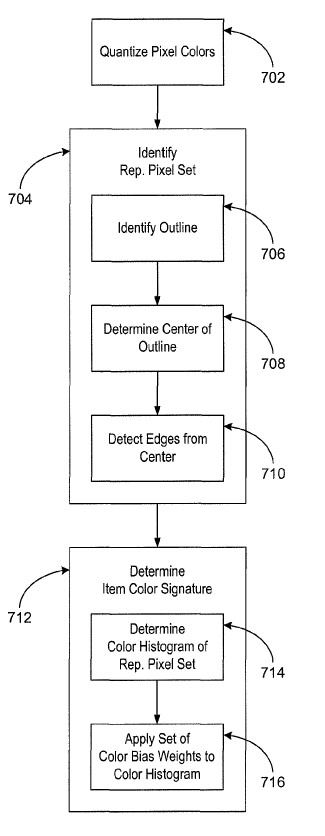 Quantize Pixel Colors
702
Identify
Rep. Pixel Set
704
Identify Outline
706
Determine Center of
Outline
708
Detect Edges from
Center
710
Determine
Item Color Signature
712
Determine
Color Histogram of
Rep. Pixel Set
714
Apply Set of
Color Bias Weights to
Color Histogram
716